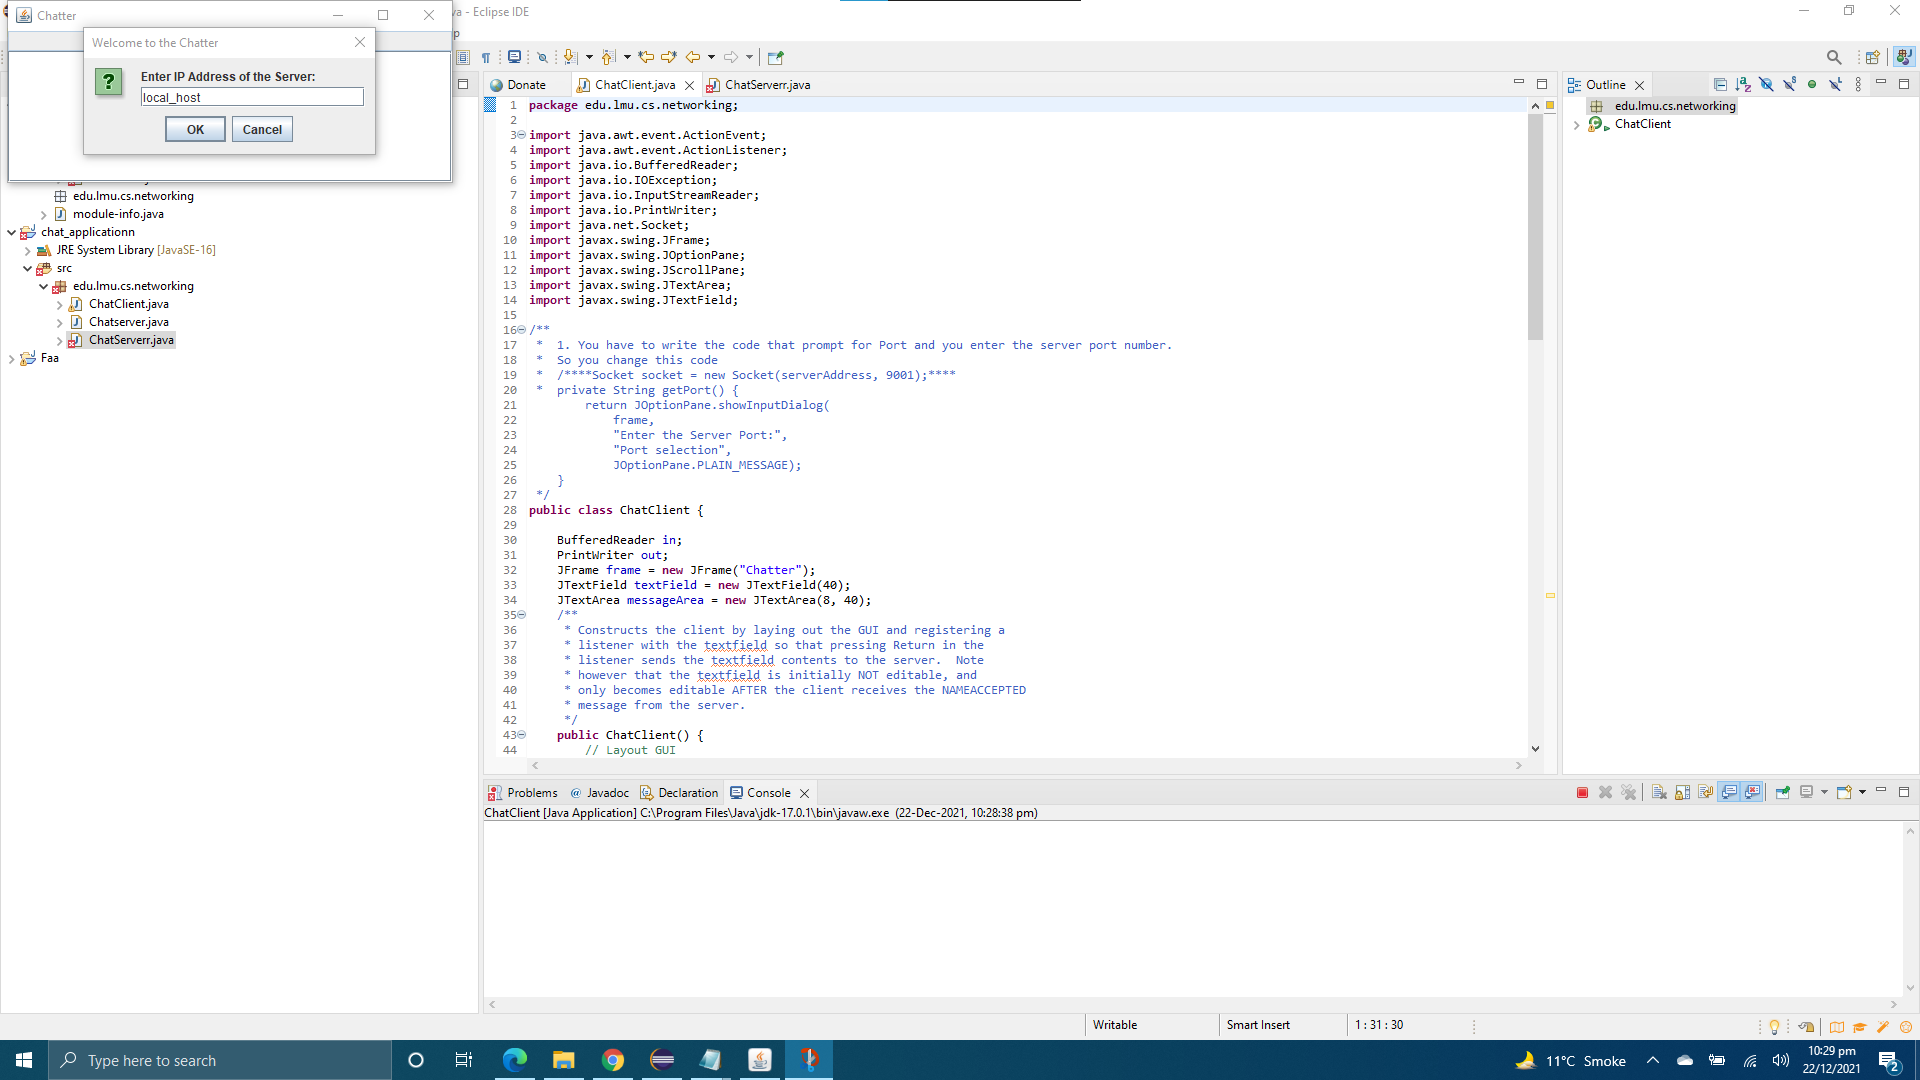 Chatter
va - Eclipse IDE
Welcome to the Chatter
Enter IP Address of the Server:
local_host
OK
Cancel
edu.lmu.cs.networking
module-info.java
chat_applicationn
JRE System Library [JavaSE-16]
src
edu.lmu.cs.networking
ChatClient.java
Chatserver.java
ChatServerr.java
Faa
Donate
ChatClient.java
ChatServerr.java
1 package edu.lmu.cs.networking;
2
3 import java.awt.event.ActionEvent;
4 import java.awt.event.ActionListener;
5 import java.io.BufferedReader;
6 import java.io.IOException;
7 import java.io.InputStreamReader;
8 import java.io.PrintWriter;
9 import java.net.Socket;
10 import javax.swing.JFrame;
11 import javax.swing.JOptionPane;
12 import javax.swing.JScrollPane;
13 import javax.swing.JTextArea;
14 import javax.swing.JTextField;
15
16 /**
17  *  1. You have to write the code that prompt for Port and you enter the server port number.
18  *  So you change this code
19  *  /****Socket socket = new Socket(serverAddress, 9001);****
20  *  private String getPort() {
21         return JOptionPane.showInputDialog(
22             frame,
23             "Enter the Server Port:",
24             "Port selection",
25             JOptionPane.PLAIN_MESSAGE);
26     }
27  */
28 public class ChatClient {
29
30     BufferedReader in;
31     PrintWriter out;
32     JFrame frame = new JFrame("Chatter");
33     JTextField textField = new JTextField(40);
34     JTextArea messageArea = new JTextArea(8, 40);
35     /**
36      * Constructs the client by laying out the GUI and registering a
37      * listener with the textfield so that pressing Return in the
38      * listener sends the textfield contents to the server.  Note
39      * however that the textfield is initially NOT editable, and
40      * only becomes editable AFTER the client receives the NAMEACCEPTED
41      * message from the server.
42      */
43     public ChatClient() {
44         // Layout GUI
Outline
edu.lmu.cs.networking
ChatClient
Problems
@ Javadoc
Declaration
Console
ChatClient [Java Application] C:\Program Files\Java\jdk-17.0.1\bin\javaw.exe (22-Dec-2021, 10:28:38 pm)
Writable
Smart Insert
1 : 31 : 30
Type here to search
11°C Smoke
10:29 pm
22/12/2021
2